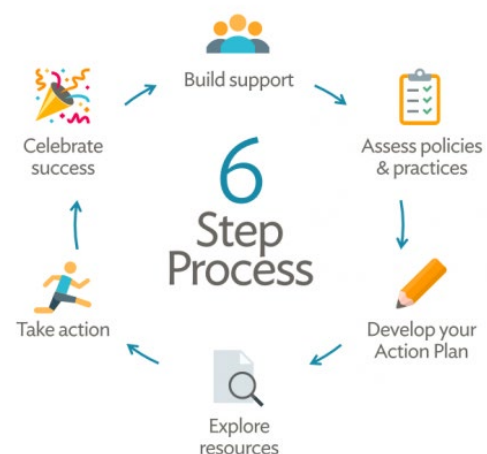 Build support
Assess policies
& practices
Develop your
Action Plan
Explore
resources
Take action
Celebrate
success
6
Step
Process